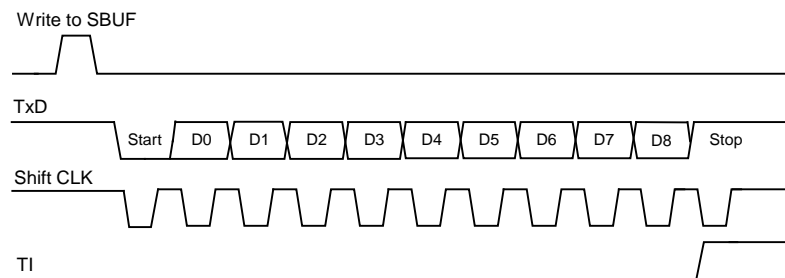 Write to SBUF
TxD
Start D0 D1 D2 D3 D4 D5 D6 D7 D8 Stop
Shift CLK
TI